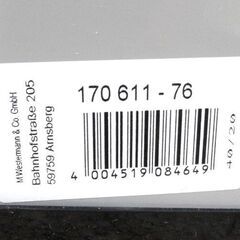 M.Westermann & Co. GmbH
Bahnhofstraße 205
59759 Arnsberg
170 611 - 76
4 004519 084649